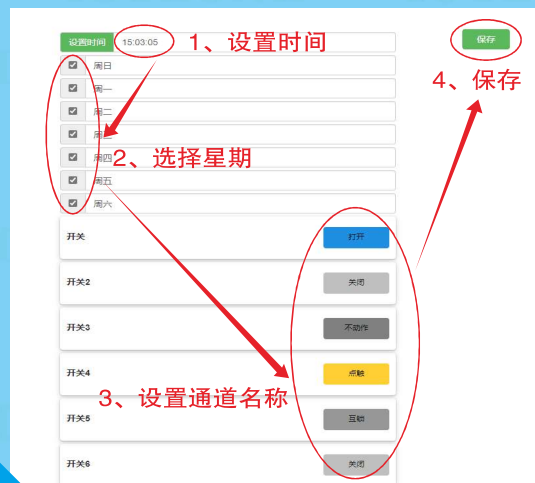 设置时间 15:03:05 1、设置时间 保存
周日
周一 4、保存
周二
周三
周四 2、选择星期
周五
周六
开关 打开
开关2 关闭
开关3 不动作
开关4 点触
3、设置通道名称
开关5 互锁
开关6 关闭